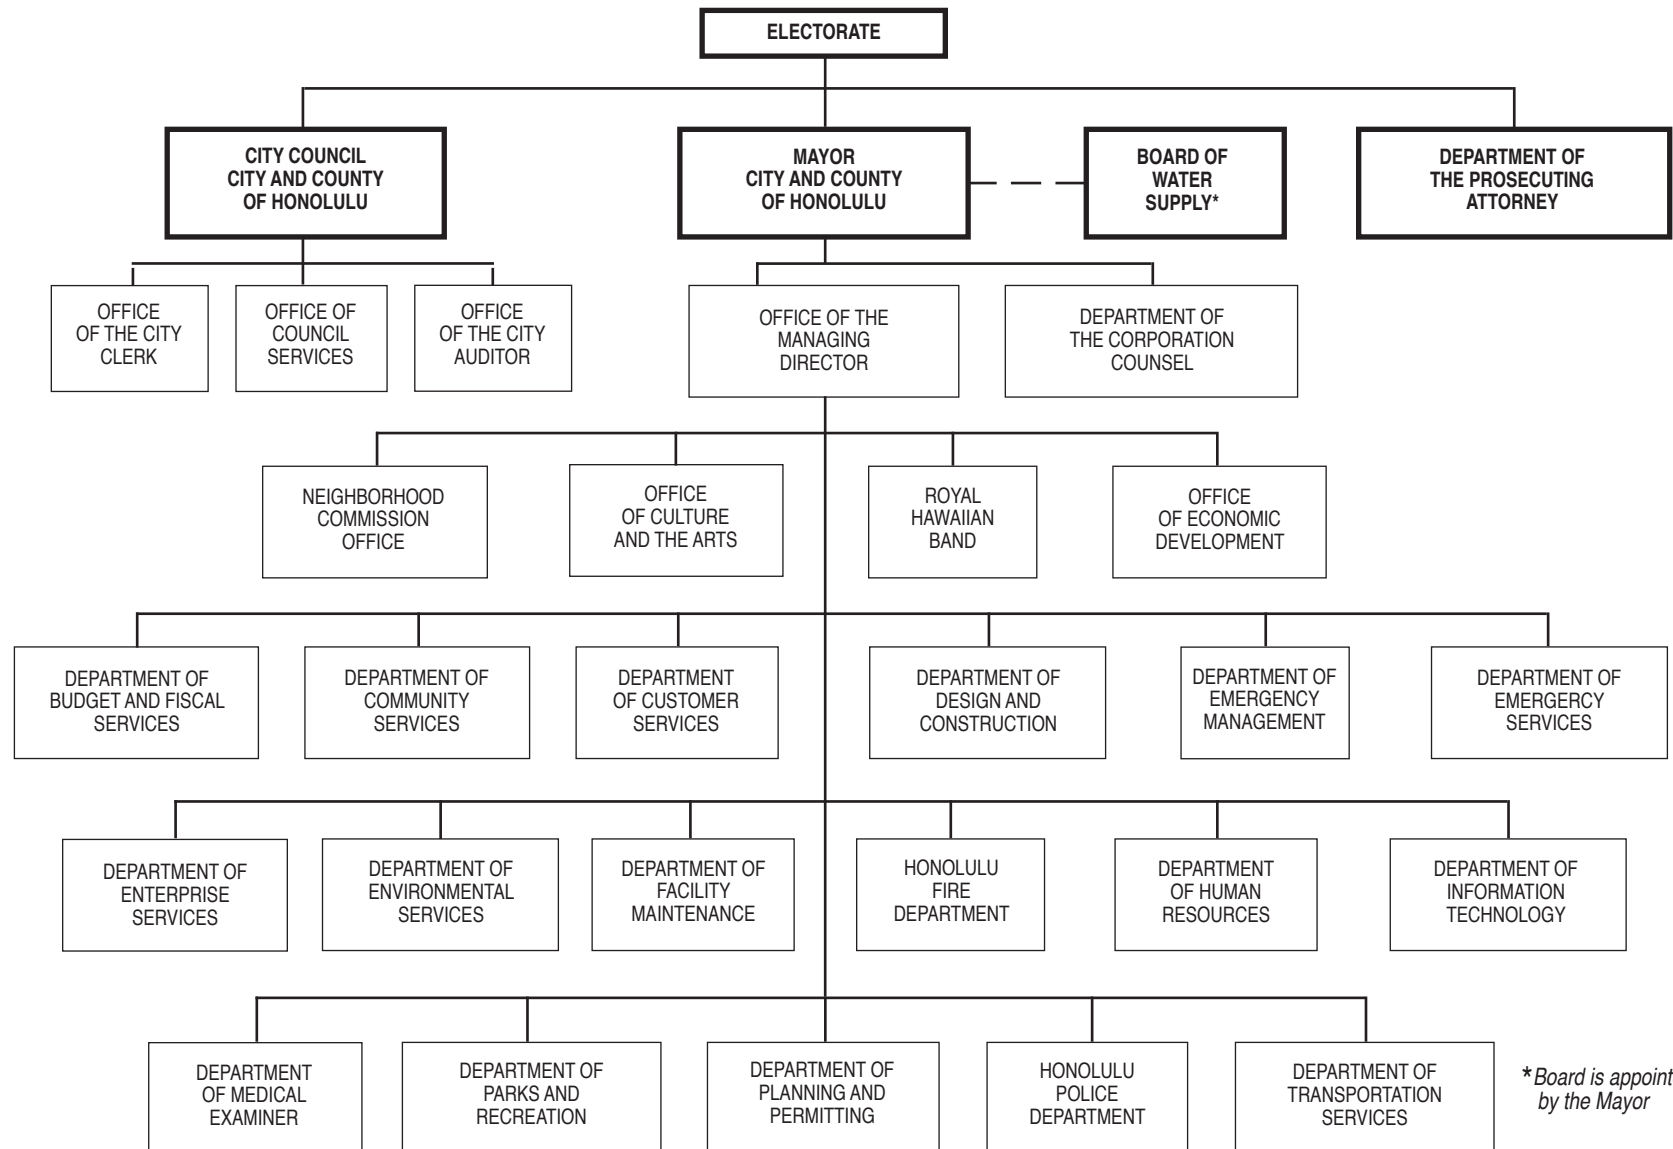 ELECTORATE
CITY COUNCIL
CITY AND COUNTY
OF HONOLULU
MAYOR
CITY AND COUNTY
OF HONOLULU
BOARD OF
WATER
SUPPLY*
DEPARTMENT OF
THE PROSECUTING
ATTORNEY
OFFICE
OF THE CITY
CLERK
OFFICE OF
COUNCIL
SERVICES
OFFICE
OF THE CITY
AUDITOR
OFFICE OF THE
MANAGING
DIRECTOR
DEPARTMENT OF
THE CORPORATION
COUNSEL
NEIGHBORHOOD
COMMISSION
OFFICE
OFFICE
OF CULTURE
AND THE ARTS
ROYAL
HAWAIIAN
BAND
OFFICE
OF ECONOMIC
DEVELOPMENT
DEPARTMENT OF
BUDGET AND FISCAL
SERVICES
DEPARTMENT OF
COMMUNITY
SERVICES
DEPARTMENT
OF CUSTOMER
SERVICES
DEPARTMENT OF
DESIGN AND
CONSTRUCTION
DEPARTMENT OF
EMERGENCY
MANAGEMENT
DEPARTMENT OF
EMERGERCY
SERVICES
DEPARTMENT OF
ENTERPRISE
SERVICES
DEPARTMENT OF
ENVIRONMENTAL
SERVICES
DEPARTMENT OF
FACILITY
MAINTENANCE
HONOLULU
FIRE
DEPARTMENT
DEPARTMENT
OF HUMAN
RESOURCES
DEPARTMENT OF
INFORMATION
TECHNOLOGY
DEPARTMENT
OF MEDICAL
EXAMINER
DEPARTMENT OF
PARKS AND
RECREATION
DEPARTMENT OF
PLANNING AND
PERMITTING
HONOLULU
POLICE
DEPARTMENT
DEPARTMENT OF
TRANSPORTATION
SERVICES
*Board is appoint
by the Mayor